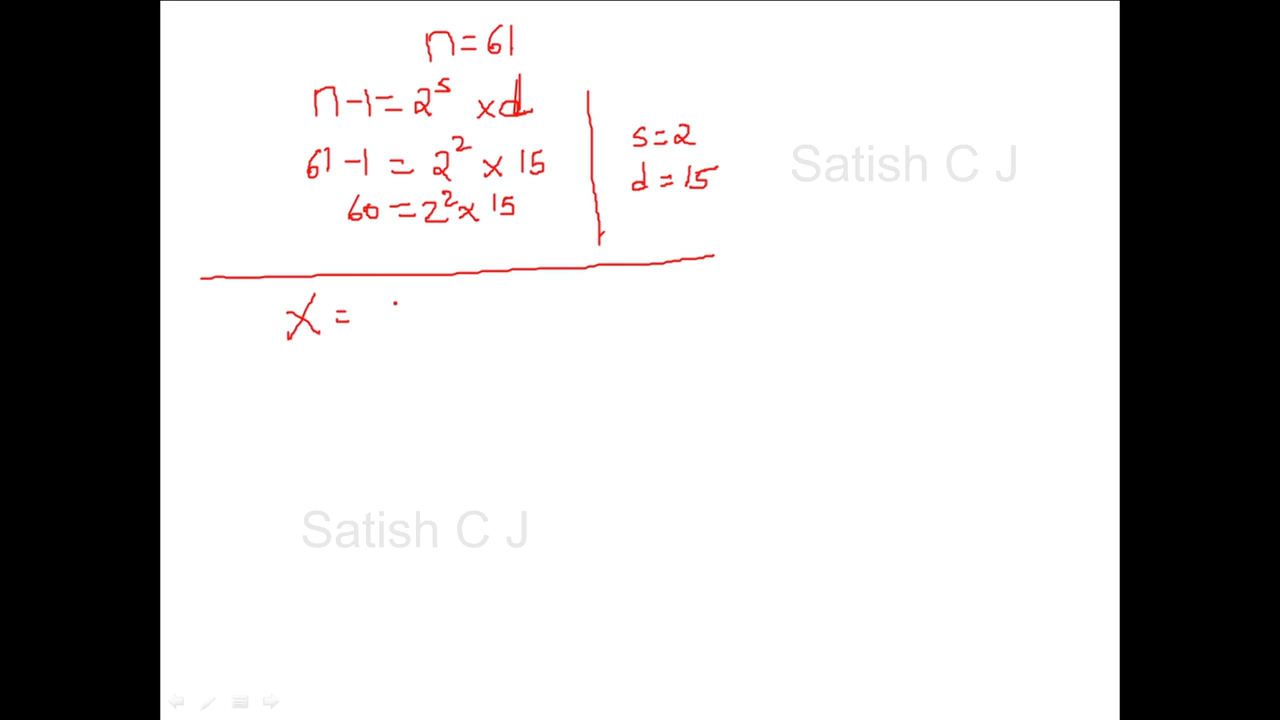 n=61
n-1=2^s ×d
61-1=2^2 × 15
60=2^2× 15
s=2
d=15
Satish C J
x=
Satish C J